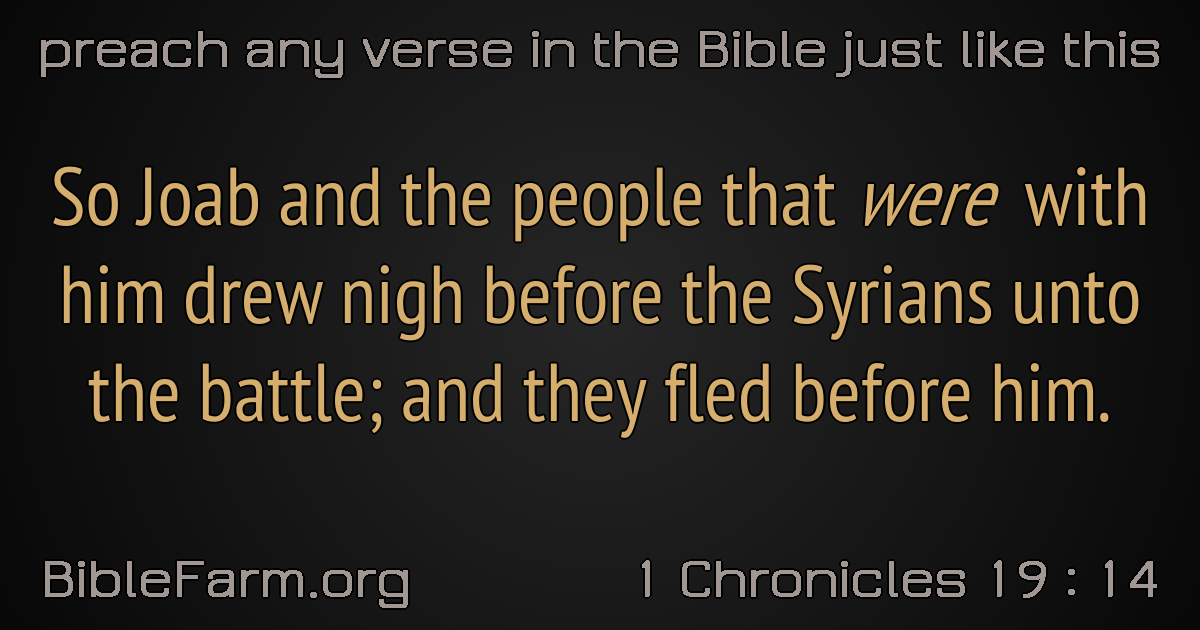 preach any verse in the Bible just like this
So Joab and the people that were with
him drew nigh before the Syrians unto
the battle; and they fled before him.
BibleFarm.org
1 Chronicles 19 : 14